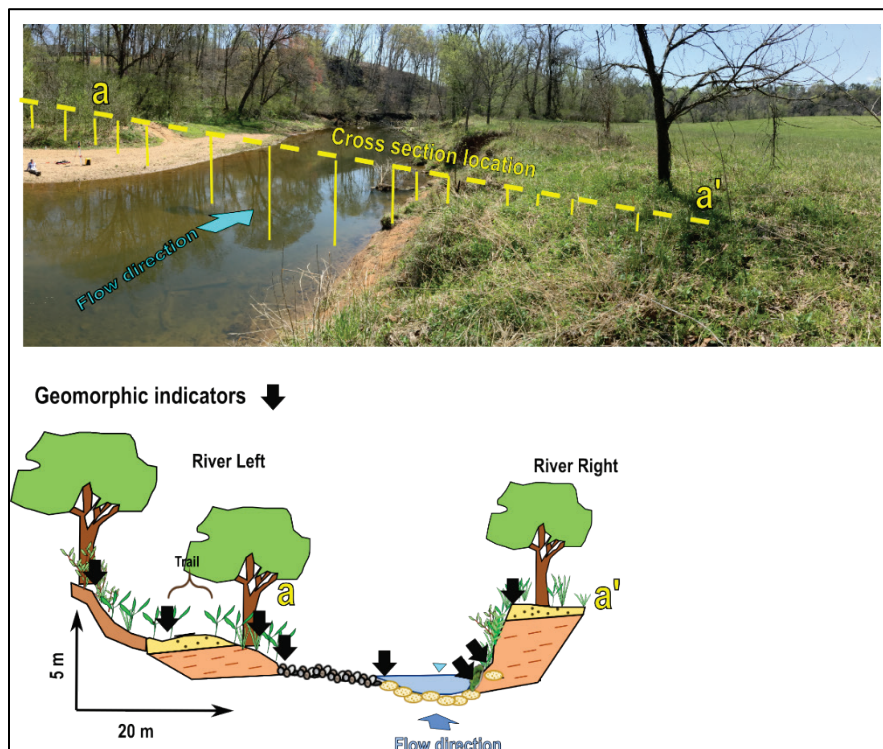 a
Cross section location
a'
Flow direction
Geomorphic indicators
River Left
River Right
Trail
a
a'
5 m
20 m
Flow direction